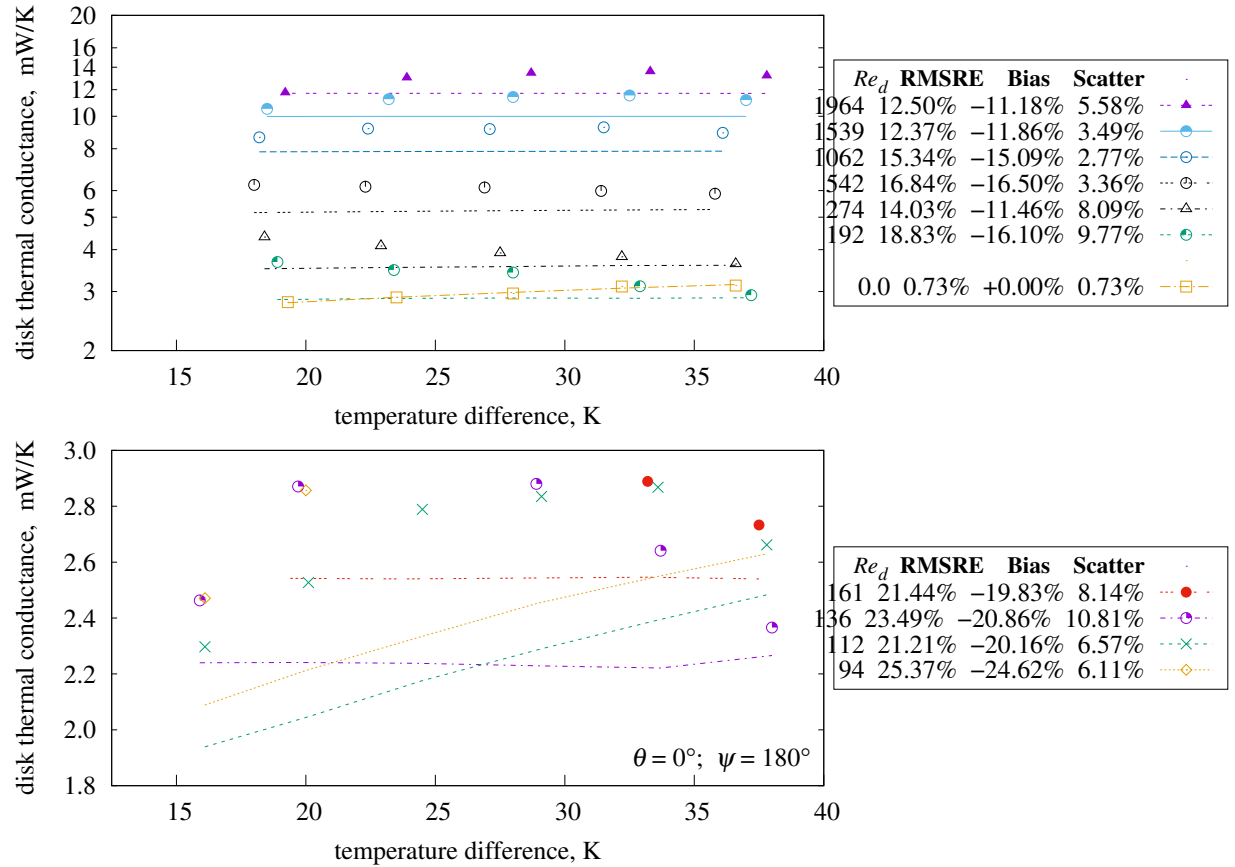 20
16
14
12
10
8
6
5
4
3
2
disk thermal conductance, mW/K
15 20 25 30 35 40
temperature difference, K
Re_d RMSRE Bias Scatter
1964 12.50% −11.18% 5.58%
1539 12.37% −11.86% 3.49%
1062 15.34% −15.09% 2.77%
542 16.84% −16.50% 3.36%
274 14.03% −11.46% 8.09%
192 18.83% −16.10% 9.77%
0.0 0.73% +0.00% 0.73%
3.0
2.8
2.6
2.4
2.2
2.0
1.8
disk thermal conductance, mW/K
θ = 0°; ψ = 180°
15 20 25 30 35 40
temperature difference, K
Re_d RMSRE Bias Scatter
161 21.44% −19.83% 8.14%
136 23.49% −20.86% 10.81%
112 21.21% −20.16% 6.57%
94 25.37% −24.62% 6.11%